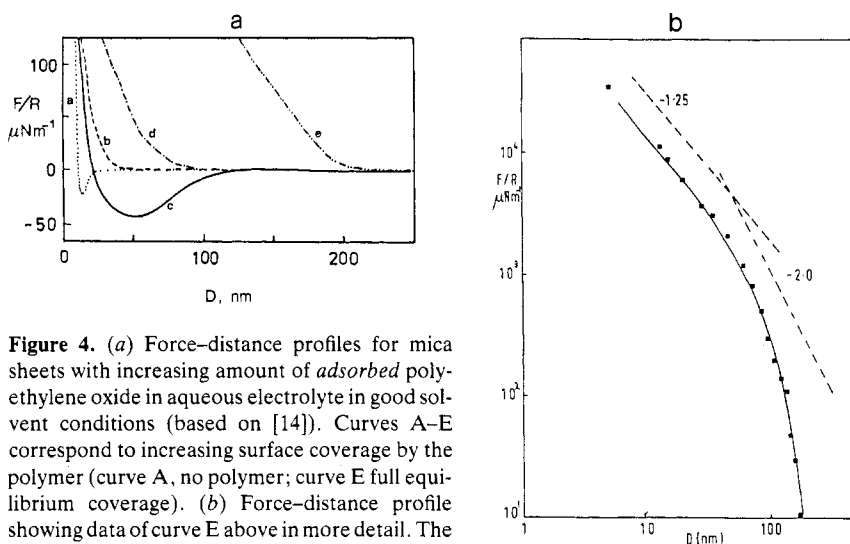 a
100
50
F/R
μNm⁻¹
0
-50
a
b
c
d
e
0
100
200
D, nm
b
10⁴
F/R
μNm⁻¹
10³
10²
10¹
-1·25
-2·0
1
10
100
D(nm)
Figure 4. (a) Force–distance profiles for mica
sheets with increasing amount of adsorbed poly-
ethylene oxide in aqueous electrolyte in good sol-
vent conditions (based on [14]). Curves A–E
correspond to increasing surface coverage by the
polymer (curve A, no polymer; curve E full equi-
librium coverage). (b) Force–distance profile
showing data of curve E above in more detail. The